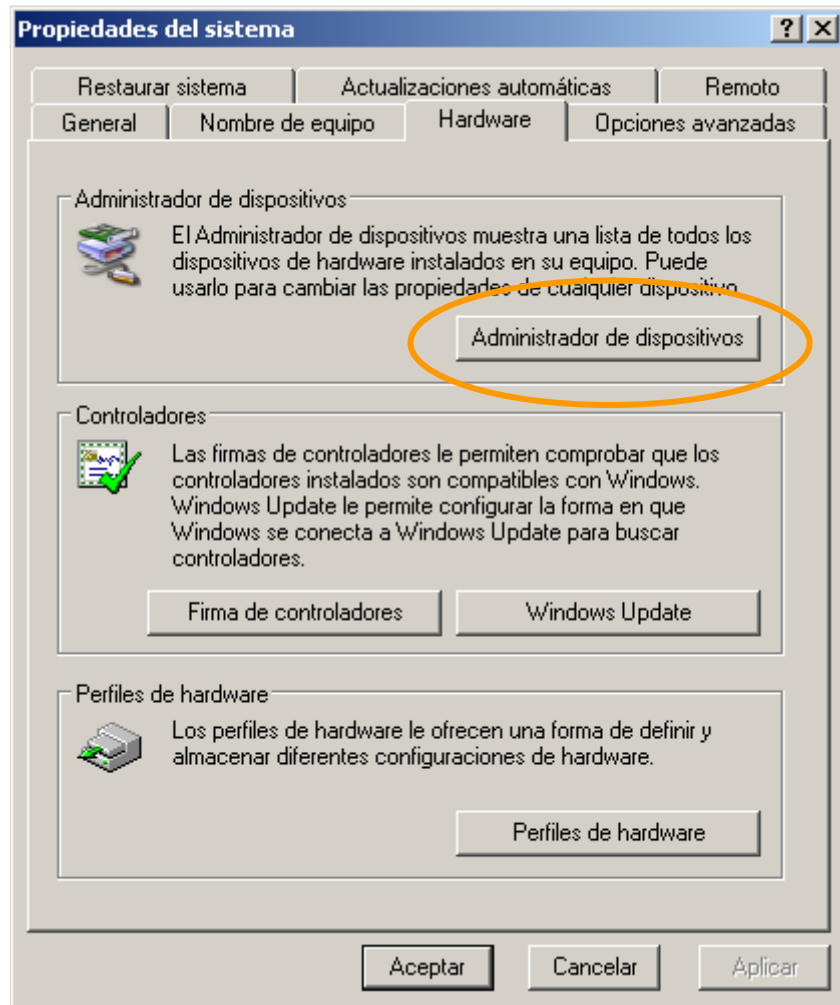 Propiedades del sistema
Restaurar sistema
Actualizaciones automáticas
Remoto
General
Nombre de equipo
Hardware
Opciones avanzadas
Administrador de dispositivos
El Administrador de dispositivos muestra una lista de todos los
dispositivos de hardware instalados en su equipo. Puede
usarlo para cambiar las propiedades de cualquier dispositivo.
Administrador de dispositivos
Controladores
Las firmas de controladores le permiten comprobar que los
controladores instalados son compatibles con Windows.
Windows Update le permite configurar la forma en que
Windows se conecta a Windows Update para buscar
controladores.
Firma de controladores
Windows Update
Perfiles de hardware
Los perfiles de hardware le ofrecen una forma de definir y
almacenar diferentes configuraciones de hardware.
Perfiles de hardware
Aceptar
Cancelar
Aplicar